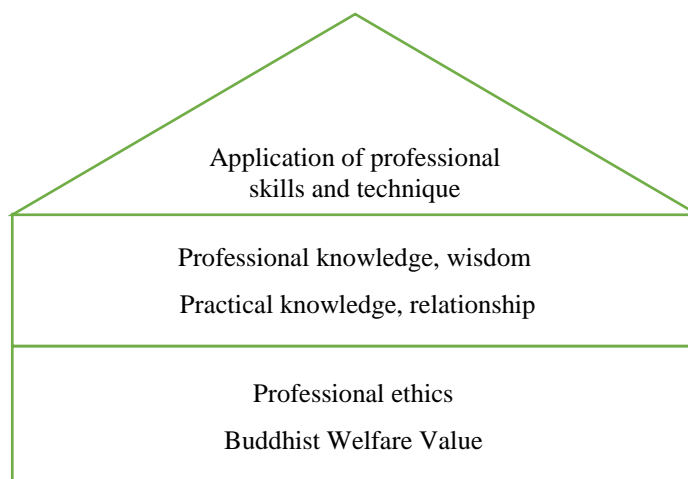 Application of professional
skills and technique
Professional knowledge, wisdom
Practical knowledge, relationship
Professional ethics
Buddhist Welfare Value